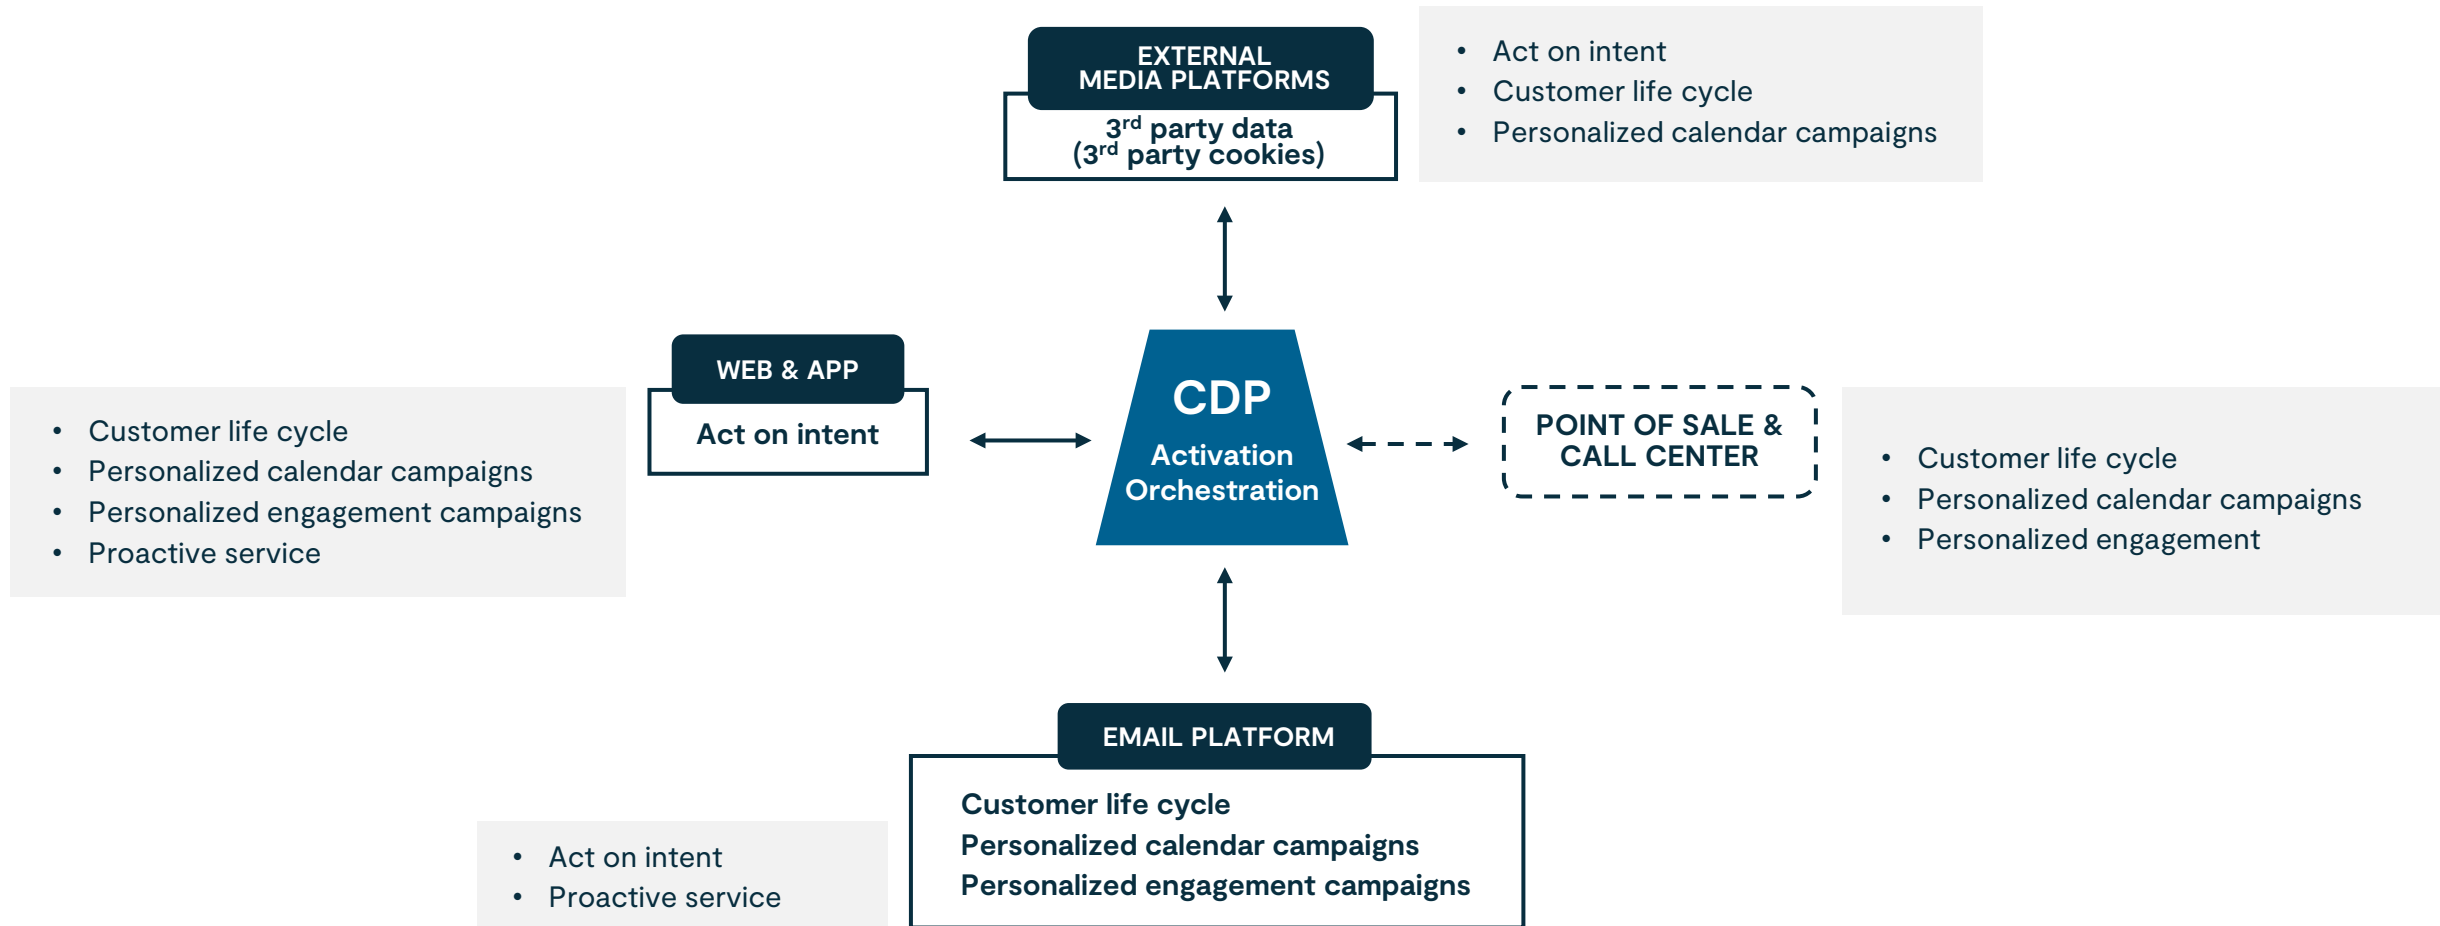 EXTERNAL
MEDIA PLATFORMS
3rd party data
(3rd party cookies)
• Act on intent
• Customer life cycle
• Personalized calendar campaigns
WEB & APP
Act on intent
• Customer life cycle
• Personalized calendar campaigns
• Personalized engagement campaigns
• Proactive service
CDP
Activation
Orchestration
POINT OF SALE &
CALL CENTER
• Customer life cycle
• Personalized calendar campaigns
• Personalized engagement
EMAIL PLATFORM
Customer life cycle
Personalized calendar campaigns
Personalized engagement campaigns
• Act on intent
• Proactive service